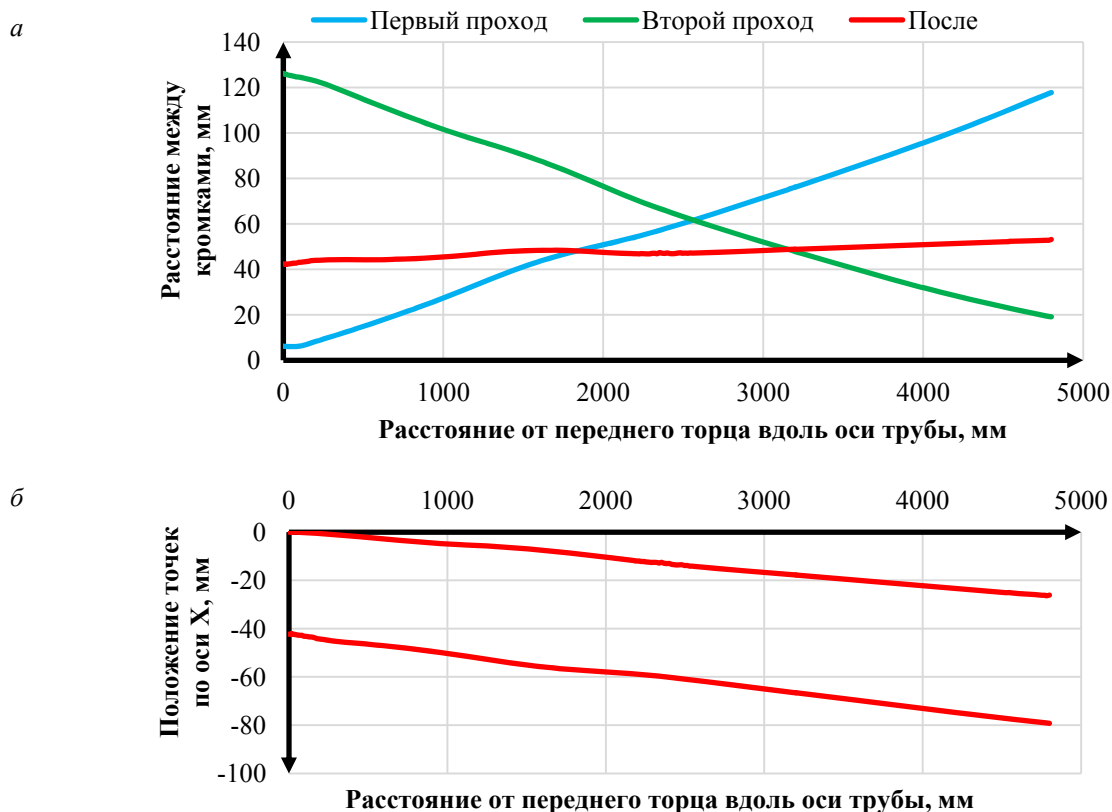 а
Первый проход Второй проход После
140
120
100
80
60
40
20
0
Расстояние между
кромками, мм
0 1000 2000 3000 4000 5000
Расстояние от переднего торца вдоль оси трубы, мм
б
0 1000 2000 3000 4000 5000
0
-20
-40
-60
-80
-100
Положение точек
по оси X, мм
Расстояние от переднего торца вдоль оси трубы, мм